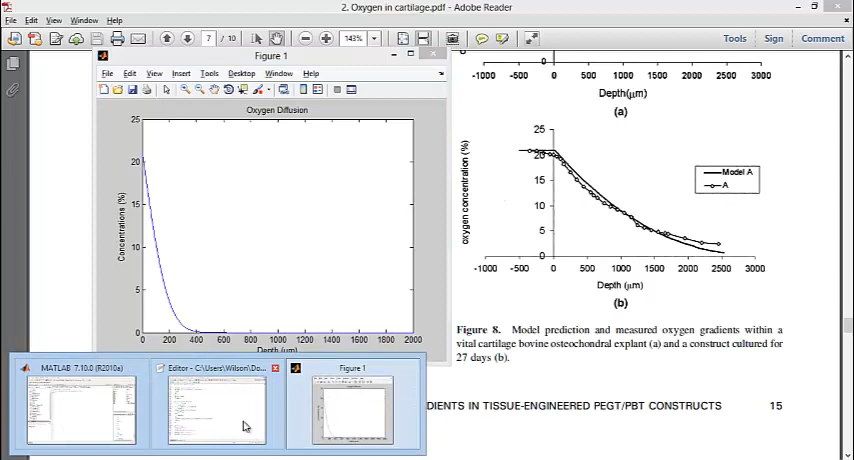 2. Oxygen in cartilage.pdf - Adobe Reader
File Edit View Window Help
7 / 10 143% Tools Sign Comment
Figure 1
File Edit View Insert Tools Desktop Window Help
Oxygen Diffusion
25
20
15
10
5
0
Concentrations (%)
0 200 400 600 800 1000 1200 1400 1600 1800 2000
Depth (um)
0
-1000 -500 0 500 1000 1500 2000 2500 3000
Depth(μm)
(a)
25
20
15
10
5
0
oxygen concentration (%)
Model A
A
-1000 -500 0 500 1000 1500 2000 2500 3000
Depth (μm)
(b)
Figure 8. Model prediction and measured oxygen gradients within a
vital cartilage bovine osteochondral explant (a) and a construct cultured for
27 days (b).
DIENTS IN TISSUE-ENGINEERED PEGT/PBT CONSTRUCTS 15
MATLAB 7.10.0 (R2010a)
Editor - C:\Users\Wilson\Do...
Figure 1